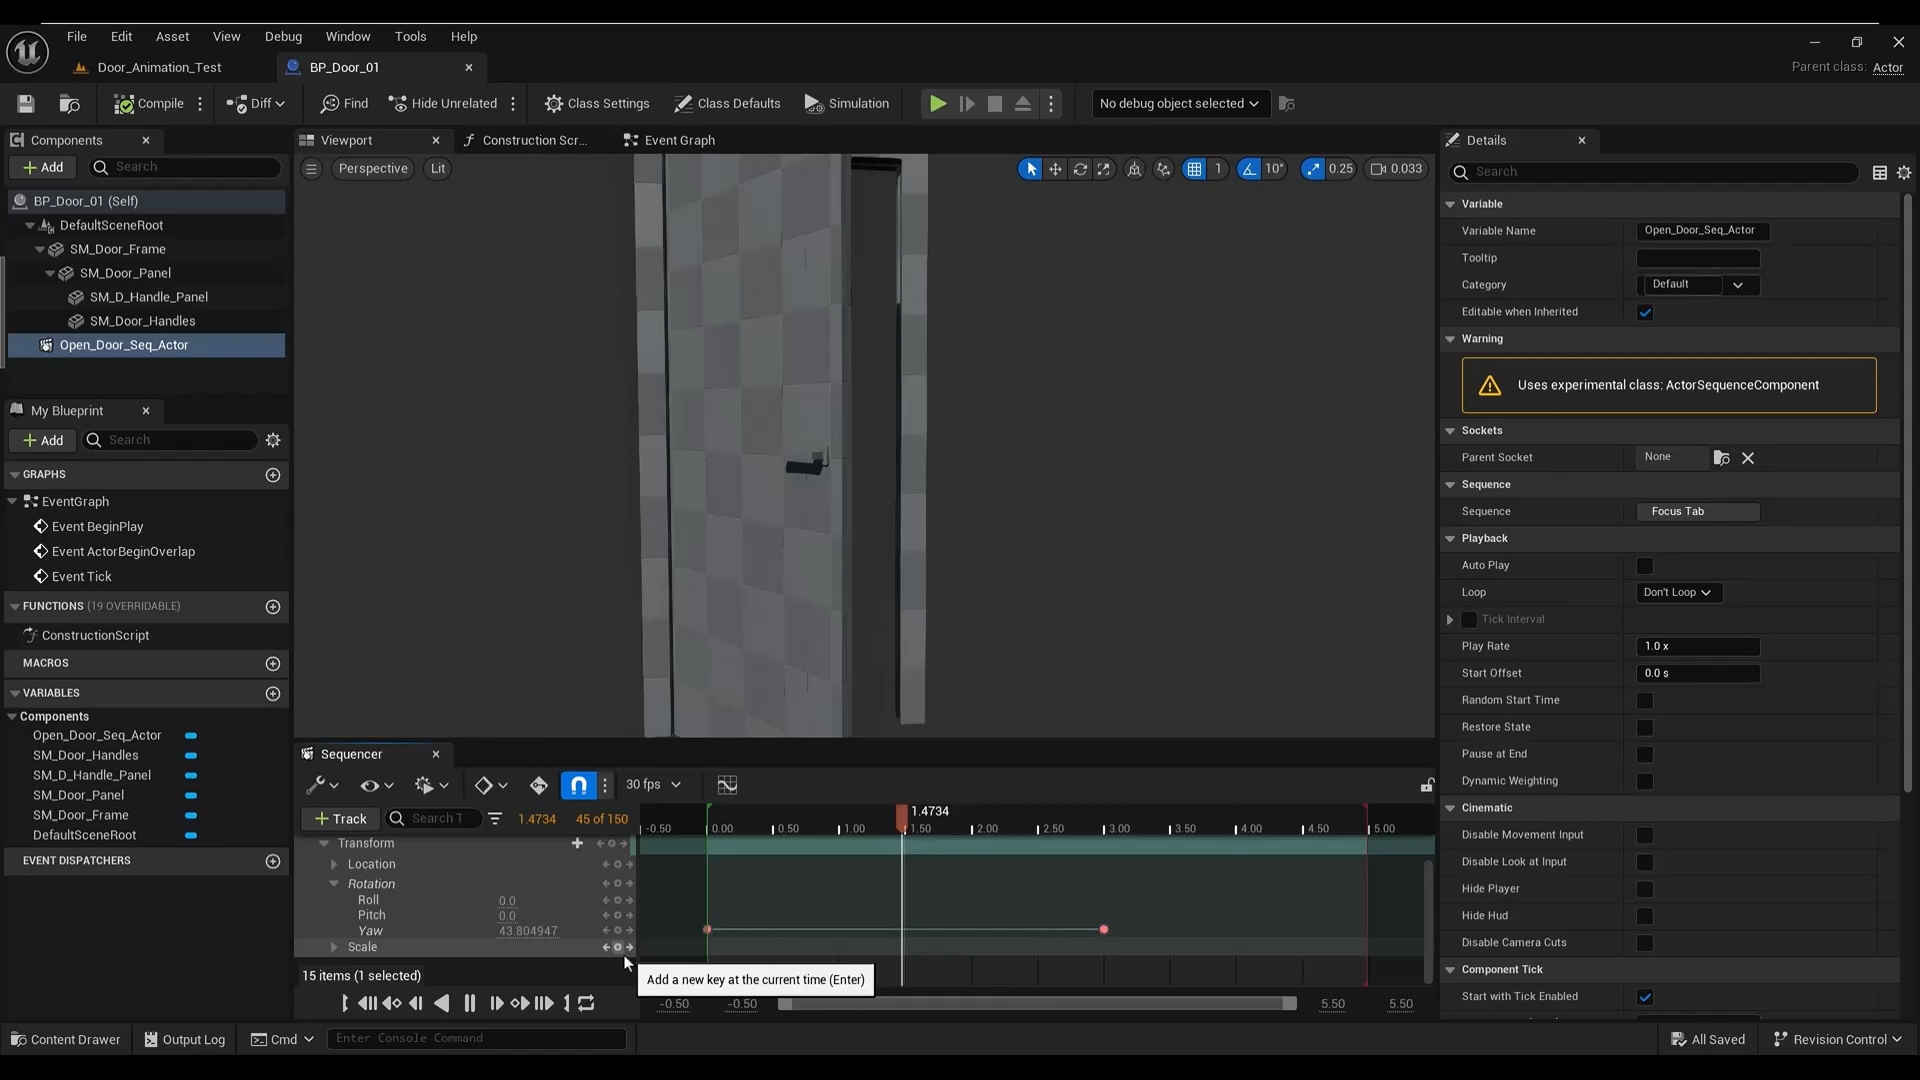 File Edit Asset View Debug Window Tools Help
Door_Animation_Test
BP_Door_01
Parent class: Actor
Compile
Diff
Find
Hide Unrelated
Class Settings
Class Defaults
Simulation
No debug object selected
Components
Add
Search
BP_Door_01 (Self)
DefaultSceneRoot
SM_Door_Frame
SM_Door_Panel
SM_D_Handle_Panel
SM_Door_Handles
Open_Door_Seq_Actor
My Blueprint
Add
Search
GRAPHS
EventGraph
Event BeginPlay
Event ActorBeginOverlap
Event Tick
FUNCTIONS (19 OVERRIDABLE)
ConstructionScript
MACROS
VARIABLES
Components
Open_Door_Seq_Actor
SM_Door_Handles
SM_D_Handle_Panel
SM_Door_Panel
SM_Door_Frame
DefaultSceneRoot
EVENT DISPATCHERS
Viewport
Construction Scr...
Event Graph
Perspective
Lit
1
10°
0.25
0.033
Sequencer
30 fps
Track
Search T
1.4734
45 of 150
1.4734
-0.50 0.00 0.50 1.00 1.50 2.00 2.50 3.00 3.50 4.00 4.50 5.00
Transform
Location
Rotation
Roll 0.0
Pitch 0.0
Yaw 43.804947
Scale
15 items (1 selected)
Add a new key at the current time (Enter)
-0.50 -0.50 5.50 5.50
Details
Search
Variable
Variable Name Open_Door_Seq_Actor
Tooltip
Category Default
Editable when Inherited
Warning
Uses experimental class: ActorSequenceComponent
Sockets
Parent Socket None
Sequence
Sequence Focus Tab
Playback
Auto Play
Loop Don't Loop
Tick Interval
Play Rate 1.0 x
Start Offset 0.0 s
Random Start Time
Restore State
Pause at End
Dynamic Weighting
Cinematic
Disable Movement Input
Disable Look at Input
Hide Player
Hide Hud
Disable Camera Cuts
Component Tick
Start with Tick Enabled
Content Drawer
Output Log
Cmd
Enter Console Command
All Saved
Revision Control